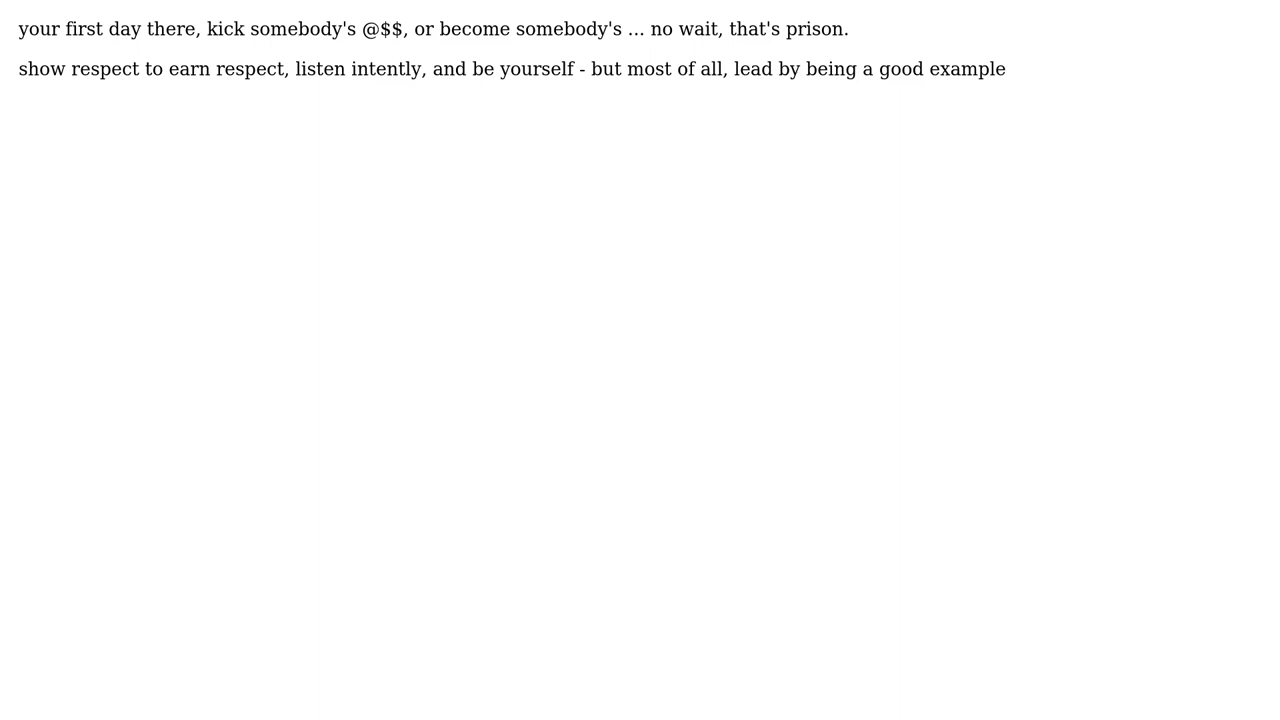 your first day there, kick somebody's @$$, or become somebody's ... no wait, that's prison.
show respect to earn respect, listen intently, and be yourself - but most of all, lead by being a good example